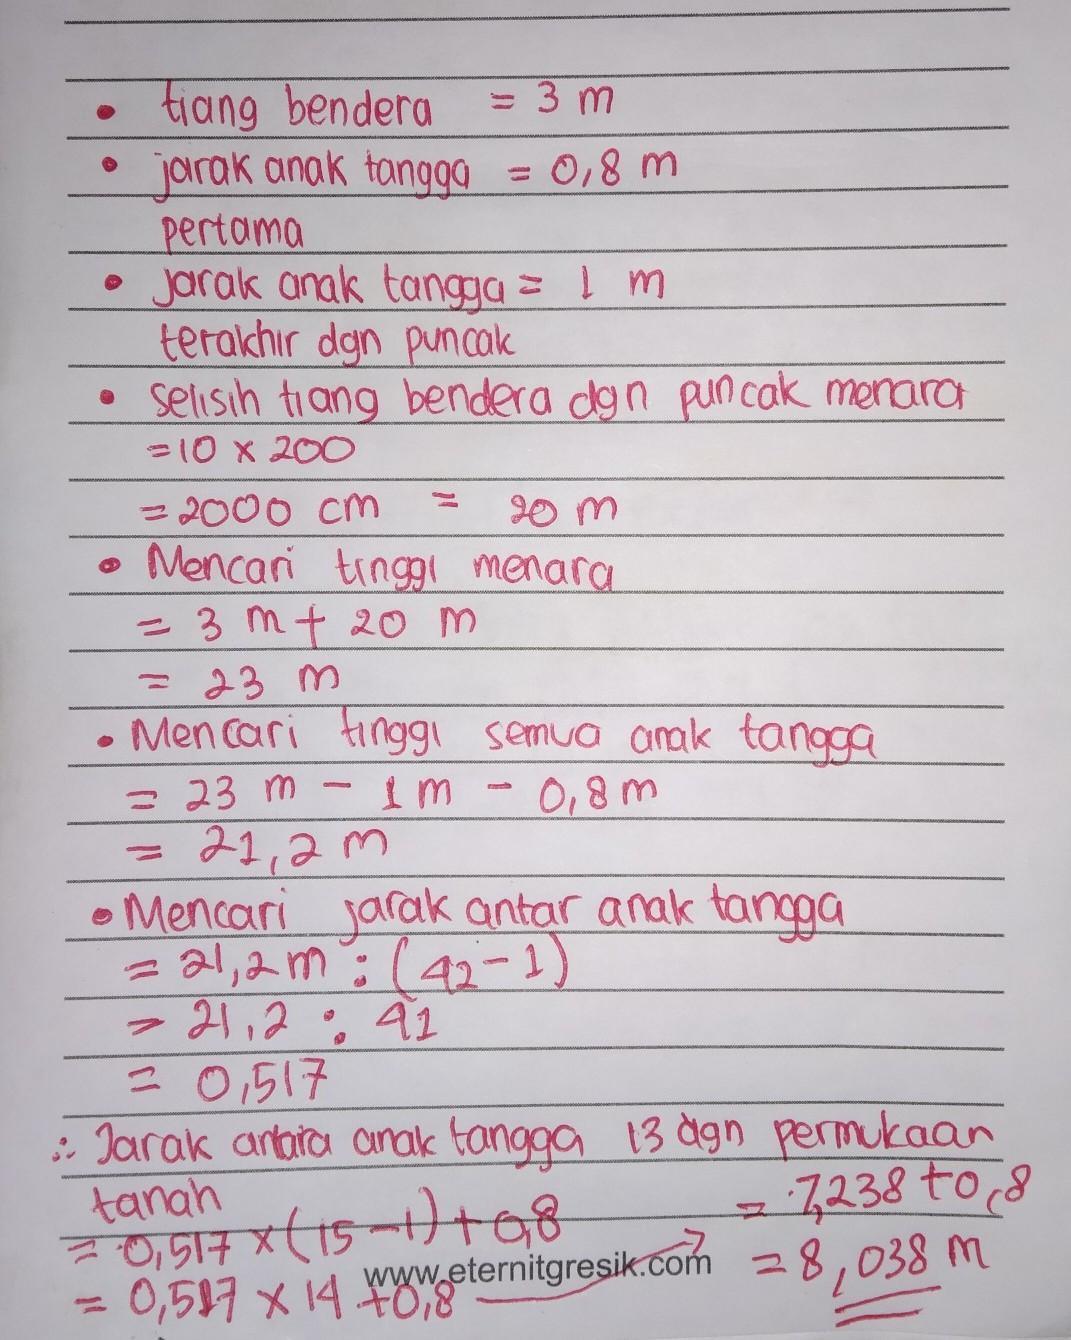 • tiang bendera = 3 m
• jarak anak tangga = 0,8 m
pertama
• jarak anak tangga = 1 m
terakhir dgn puncak
• selisih tiang bendera dgn puncak menara
= 10 x 200
= 2000 cm = 20 m
• Mencari tinggi menara
= 3 m + 20 m
= 23 m
• Mencari tinggi semua anak tangga
= 23 m - 1 m - 0,8 m
= 21,2 m
• Mencari jarak antar anak tangga
= 21,2 m : (42 - 1)
= 21,2 : 41
= 0,517
∴ Jarak antara anak tangga 13 dgn permukaan
tanah
= 0,517 x (15 - 1) + 0,8
= 0,517 x 14 + 0,8
= 7,238 + 0,8
= 8,038 m
www.eternitgresik.com